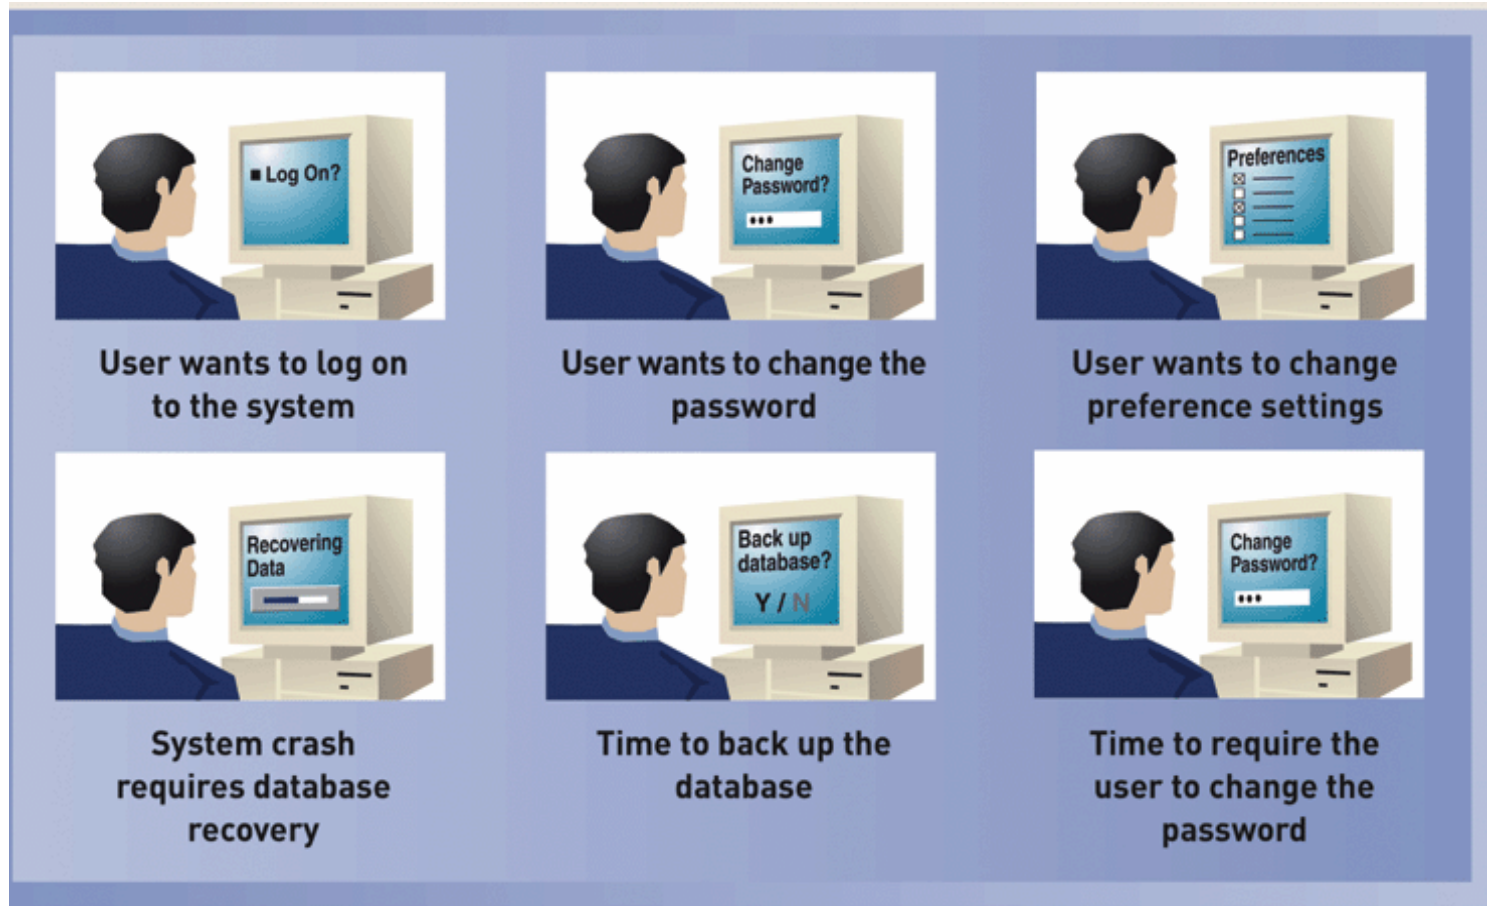 ■ Log On?
User wants to log on
to the system
Change
Password?
User wants to change the
password
Preferences
User wants to change
preference settings
Recovering
Data
System crash
requires database
recovery
Back up
database?
Y / N
Time to back up the
database
Change
Password?
Time to require the
user to change the
password